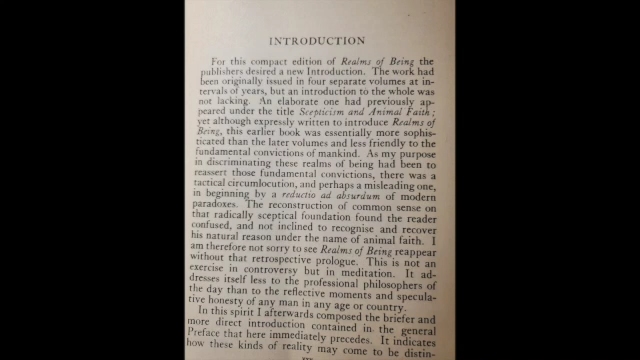 INTRODUCTION
For this compact edition of Realms of Being the
publishers desired a new Introduction. The work had
been originally issued in four separate volumes at in-
tervals of years, but an introduction to the whole was
not lacking. An elaborate one had previously ap-
peared under the title Scepticism and Animal Faith;
yet although expressly written to introduce Realms of
Being, this earlier book was essentially more sophis-
ticated than the later volumes and less friendly to the
fundamental convictions of mankind. As my purpose
in discriminating these realms of being had been to
reassert those fundamental convictions, there was a
tactical circumlocution, and perhaps a misleading one,
in beginning by a reductio ad absurdum of modern
paradoxes. The reconstruction of common sense on
that radically sceptical foundation found the reader
confused, and not inclined to recognise and recover
his natural reason under the name of animal faith. I
am therefore not sorry to see Realms of Being reappear
without that retrospective prologue. This is not an
exercise in controversy but in meditation. It ad-
dresses itself less to the professional philosophers of
the day than to the reflective moments and specula-
tive honesty of any man in any age or country.
In this spirit I afterwards composed the briefer and
more direct introduction contained in the general
Preface that here immediately precedes. It indicates
how these kinds of reality may come to be distin-